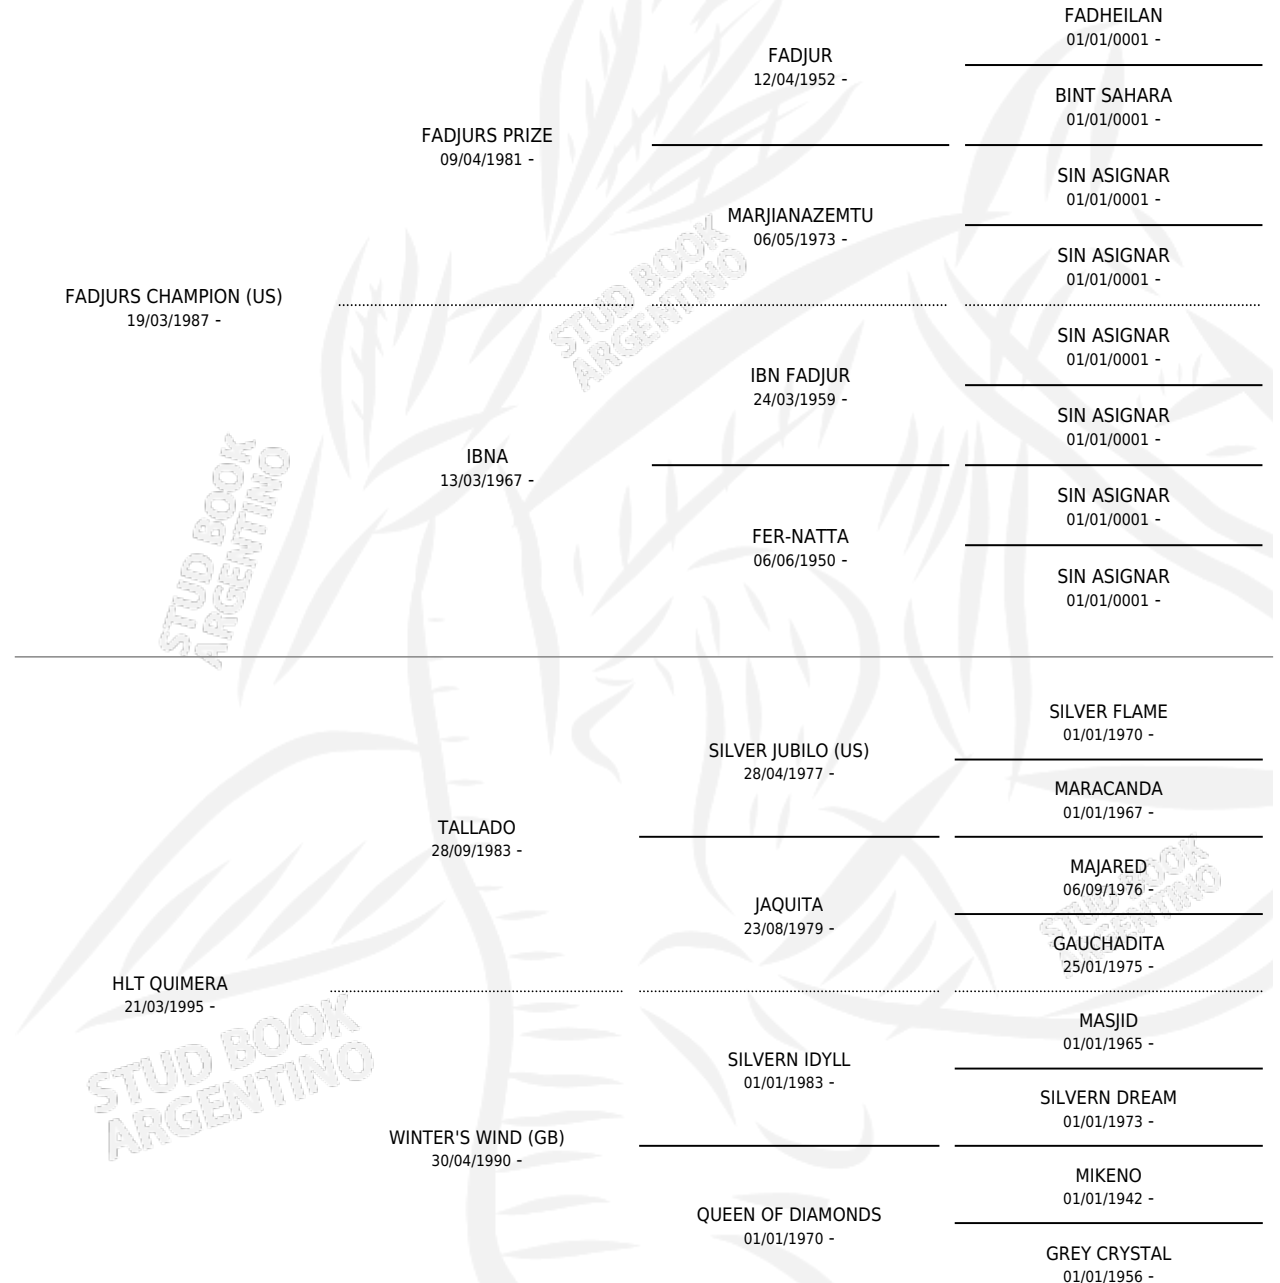 FADHEILAN
01/01/0001 -
FADJUR
12/04/1952 -
BINT SAHARA
01/01/0001 -
FADJURS PRIZE
09/04/1981 -
SIN ASIGNAR
01/01/0001 -
MARJIANAZEMTU
06/05/1973 -
SIN ASIGNAR
01/01/0001 -
FADJURS CHAMPION (US)
19/03/1987 -
SIN ASIGNAR
01/01/0001 -
IBN FADJUR
24/03/1959 -
SIN ASIGNAR
01/01/0001 -
IBNA
13/03/1967 -
SIN ASIGNAR
01/01/0001 -
FER-NATTA
06/06/1950 -
SIN ASIGNAR
01/01/0001 -
STUD BOOK
ARGENTINO
STUD BOOK
ARGENTINO
SILVER FLAME
01/01/1970 -
SILVER JUBILO (US)
28/04/1977 -
MARACANDA
01/01/1967 -
TALLADO
28/09/1983 -
MAJARED
06/09/1976 -
JAQUITA
23/08/1979 -
GAUCHADITA
25/01/1975 -
HLT QUIMERA
21/03/1995 -
MASJID
01/01/1965 -
SILVERN IDYLL
01/01/1983 -
SILVERN DREAM
01/01/1973 -
WINTER'S WIND (GB)
30/04/1990 -
MIKENO
01/01/1942 -
QUEEN OF DIAMONDS
01/01/1970 -
GREY CRYSTAL
01/01/1956 -
STUD BOOK
ARGENTINO
STUD BOOK
ARGENTINO